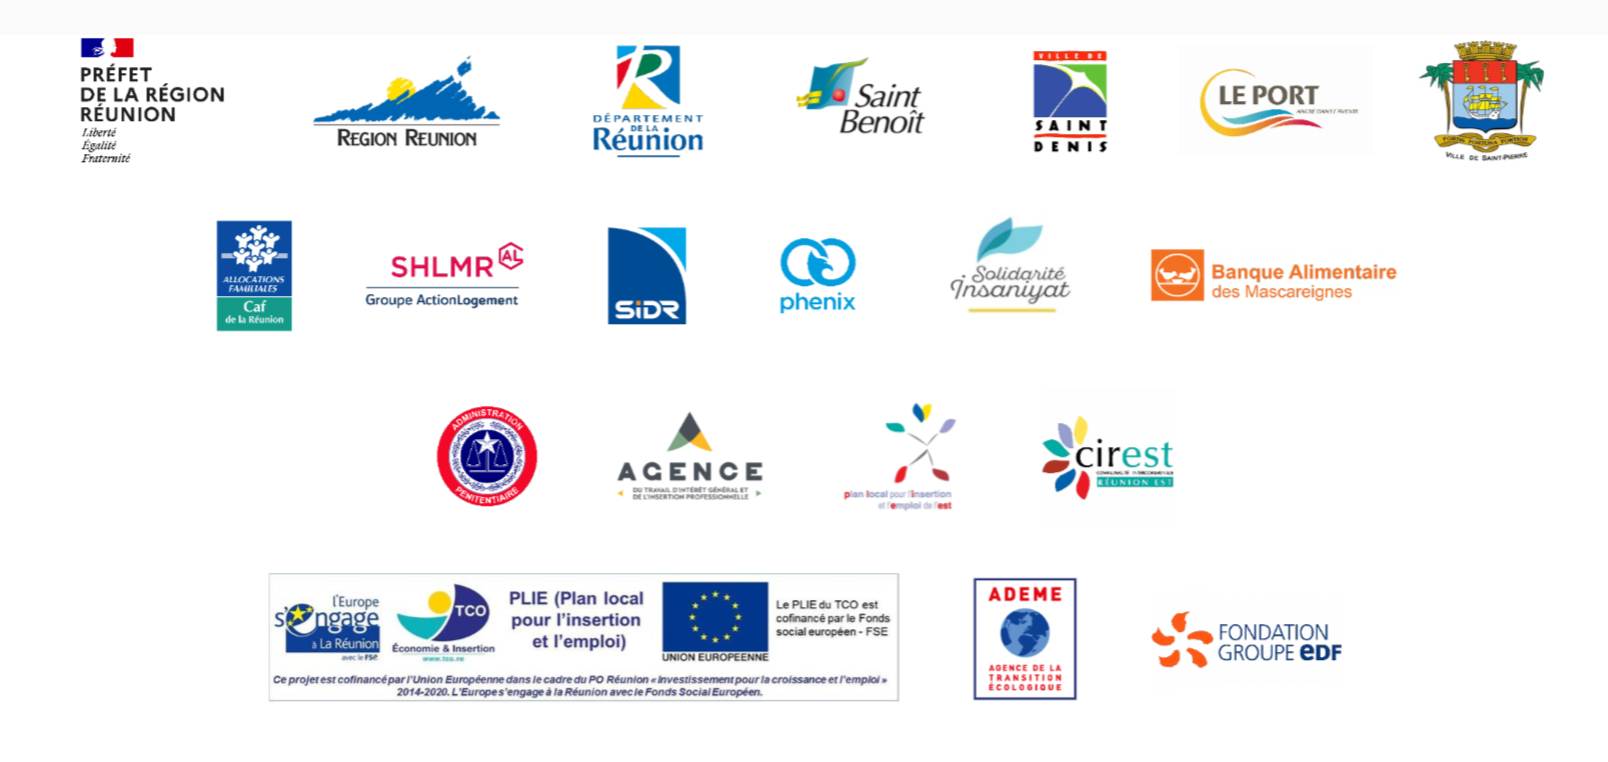 PRÉFET
DE LA RÉGION
RÉUNION
Liberté
Égalité
Fraternité
REGION REUNION
DÉPARTEMENT
DE LA
Réunion
Saint
Benoît
VILLE DE
SAINT
DENIS
LE PORT
ANCRÉ DANS L'AVENIR
VILLE DE SAINT-PIERRE
ALLOCATIONS
FAMILIALES
Caf
de la Réunion
SHLMR AL
Groupe ActionLogement
SiDR
phenix
Solidarité
Insaniyat
Banque Alimentaire
des Mascareignes
ADMINISTRATION
PENITENTIAIRE
AGENCE
DU TRAVAIL D'INTÉRÊT GÉNÉRAL ET
DE L'INSERTION PROFESSIONNELLE
plan local pour l'insertion
et l'emploi de l'est
cirest
RÉUNION EST
l'Europe
s'engage
à La Réunion
avec le FSE
TCO
Économie & Insertion
www.tco.re
PLIE (Plan local
pour l'insertion
et l'emploi)
UNION EUROPEENNE
Le PLIE du TCO est
cofinancé par le Fonds
social européen - FSE
Ce projet est cofinancé par l'Union Européenne dans le cadre du PO Réunion « Investissement pour la croissance et l'emploi »
2014-2020. L'Europe s'engage à la Réunion avec le Fonds Social Européen.
ADEME
AGENCE DE LA
TRANSITION
ÉCOLOGIQUE
FONDATION
GROUPE eDF